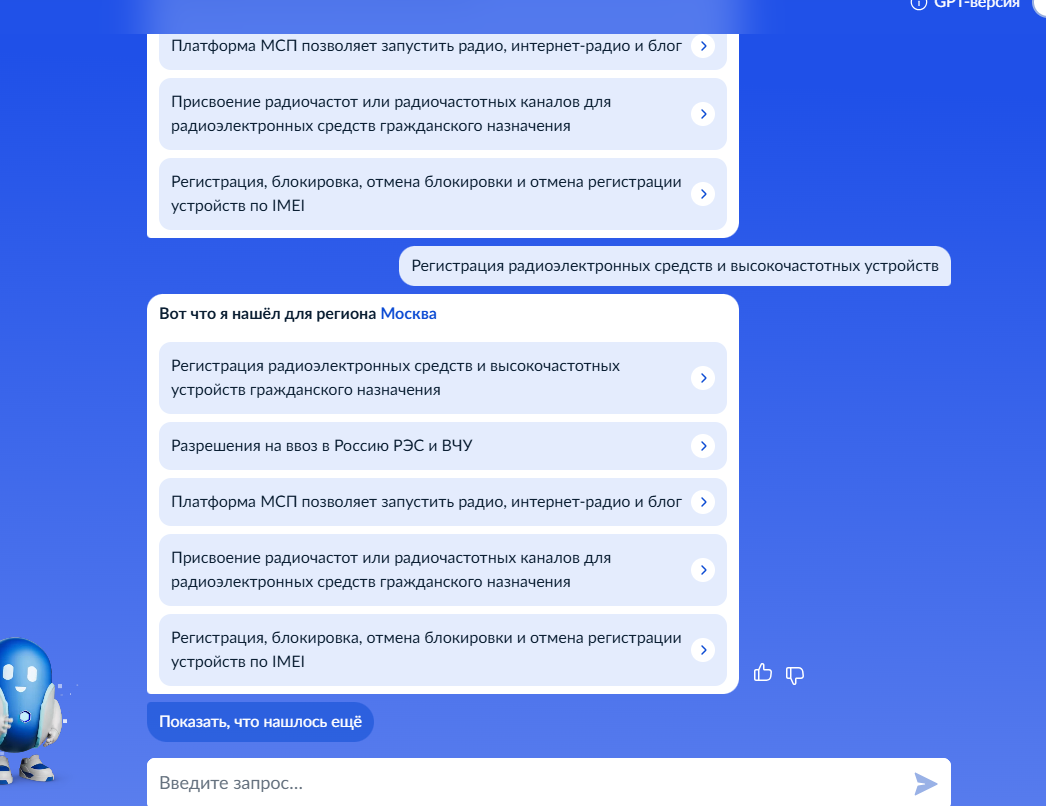 GPT-версия
Платформа МСП позволяет запустить радио, интернет-радио и блог
Присвоение радиочастот или радиочастотных каналов для
радиоэлектронных средств гражданского назначения
Регистрация, блокировка, отмена блокировки и отмена регистрации
устройств по IMEI
Регистрация радиоэлектронных средств и высокочастотных устройств
Вот что я нашёл для региона Москва
Регистрация радиоэлектронных средств и высокочастотных
устройств гражданского назначения
Разрешения на ввоз в Россию РЭС и ВЧУ
Платформа МСП позволяет запустить радио, интернет-радио и блог
Присвоение радиочастот или радиочастотных каналов для
радиоэлектронных средств гражданского назначения
Регистрация, блокировка, отмена блокировки и отмена регистрации
устройств по IMEI
Показать, что нашлось ещё
Введите запрос...